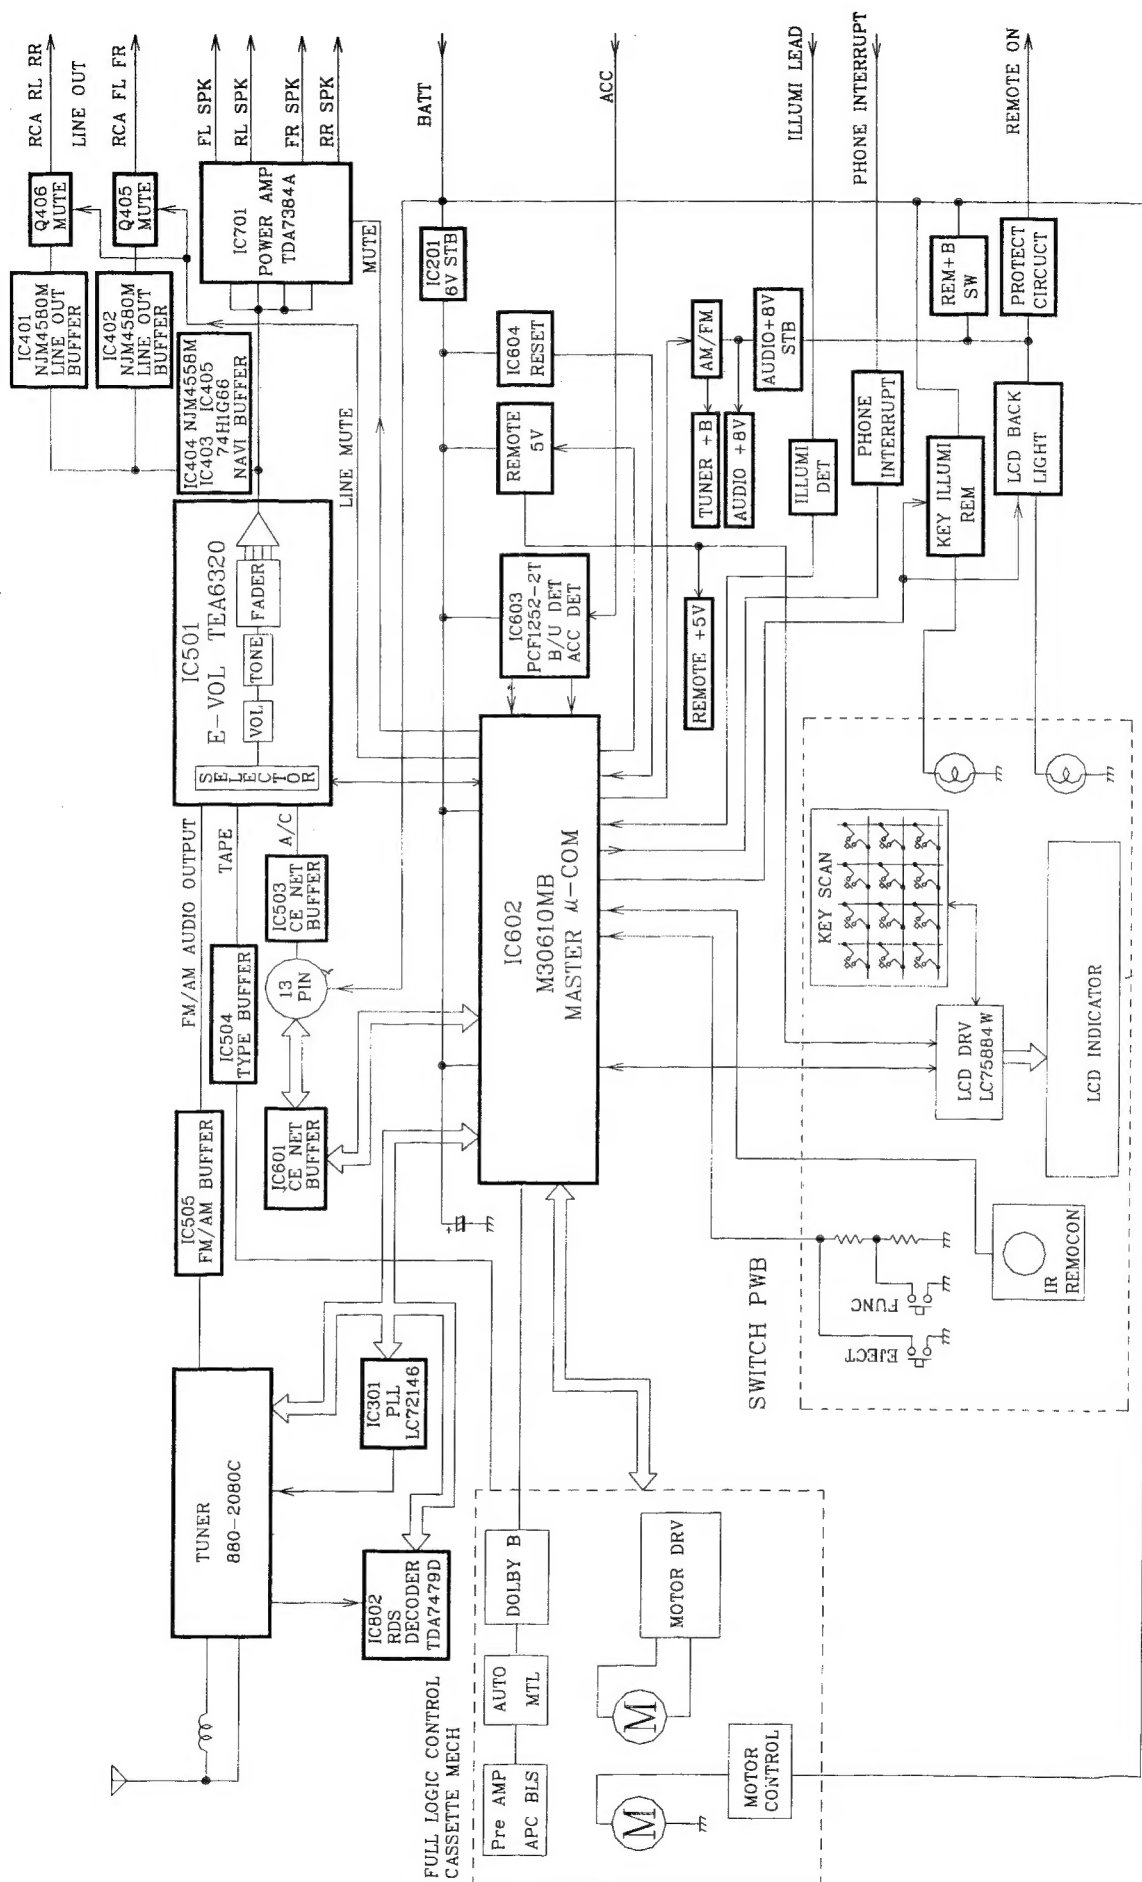 TUNER
880-2080C
IC505
FM/AM BUFFER
FM/AM AUDIO OUTPUT
IC504
TYPE BUFFER
TAPE
IC601
CE NET
BUFFER
13
PIN
IC503
CE NET
BUFFER
A/C
IC501
E-VOL TEA6320
SELECTOR
VOL
TONE
FADER
IC404 NJM4558M
IC403 IC405
74H1G66
NAVI BUFFER
IC401
NJM4580M
LINE OUT
BUFFER
IC402
NJM4580M
LINE OUT
BUFFER
Q406
MUTE
Q405
MUTE
RCA RL RR
LINE OUT
RCA FL FR
IC701
POWER AMP
TDA7384A
FL SPK
RL SPK
FR SPK
RR SPK
MUTE
LINE MUTE
IC301
PLL
LC72146
IC802
RDS
DECODER
TDA7479D
FULL LOGIC CONTROL
CASSETTE MECH
Pre AMP
APC BLS
AUTO
MTL
DOLBY B
M
M
MOTOR DRV
MOTOR
CONTROL
+
IC602
M30610MB
MASTER μ-COM
IC603
PCF1252-2T
B/U DET
ACC DET
REMOTE
5V
IC604
RESET
IC201
6V STB
BATT
ACC
REMOTE +5V
TUNER +B
AUDIO +8V
AM/FM
AUDIO+8V
STB
ILLUMI
DET
ILLUMI LEAD
PHONE
INTERRUPT
PHONE INTERRUPT
KEY ILLUMI
REM
LCD BACK
LIGHT
REM+B
SW
PROTECT
CIRCUCT
REMOTE ON
SWITCH PWB
EJECT
FUNC
IR
REMOCON
LCD DRV
LC75884W
KEY SCAN
LCD INDICATOR